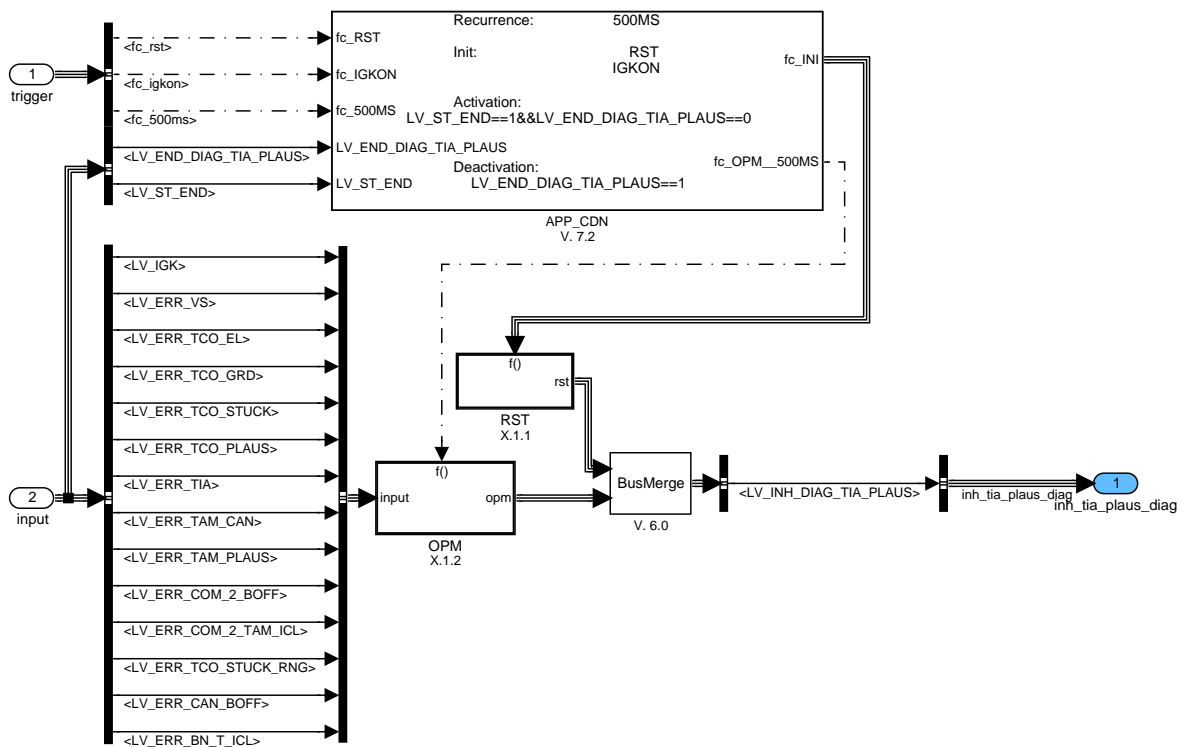 Recurrence: 500MS
fc_RST
<fc_rst>
Init: RST
IGKON
fc_INI
1
trigger
fc_IGKON
<fc_igkon>
Activation:
fc_500MS
<fc_500ms>
LV_ST_END==1&&LV_END_DIAG_TIA_PLAUS==0
LV_END_DIAG_TIA_PLAUS
<LV_END_DIAG_TIA_PLAUS>
Deactivation:
fc_OPM__500MS
LV_ST_END
LV_END_DIAG_TIA_PLAUS==1
<LV_ST_END>
APP_CDN
V. 7.2
<LV_IGK>
<LV_ERR_VS>
<LV_ERR_TCO_EL>
<LV_ERR_TCO_GRD>
<LV_ERR_TCO_STUCK>
<LV_ERR_TCO_PLAUS>
<LV_ERR_TIA>
<LV_ERR_TAM_CAN>
<LV_ERR_TAM_PLAUS>
<LV_ERR_COM_2_BOFF>
<LV_ERR_COM_2_TAM_ICL>
<LV_ERR_TCO_STUCK_RNG>
<LV_ERR_CAN_BOFF>
<LV_ERR_BN_T_ICL>
2
input
f()
rst
RST
X.1.1
f()
input
opm
OPM
X.1.2
BusMerge
V. 6.0
<LV_INH_DIAG_TIA_PLAUS>
inh_tia_plaus_diag
1
inh_tia_plaus_diag